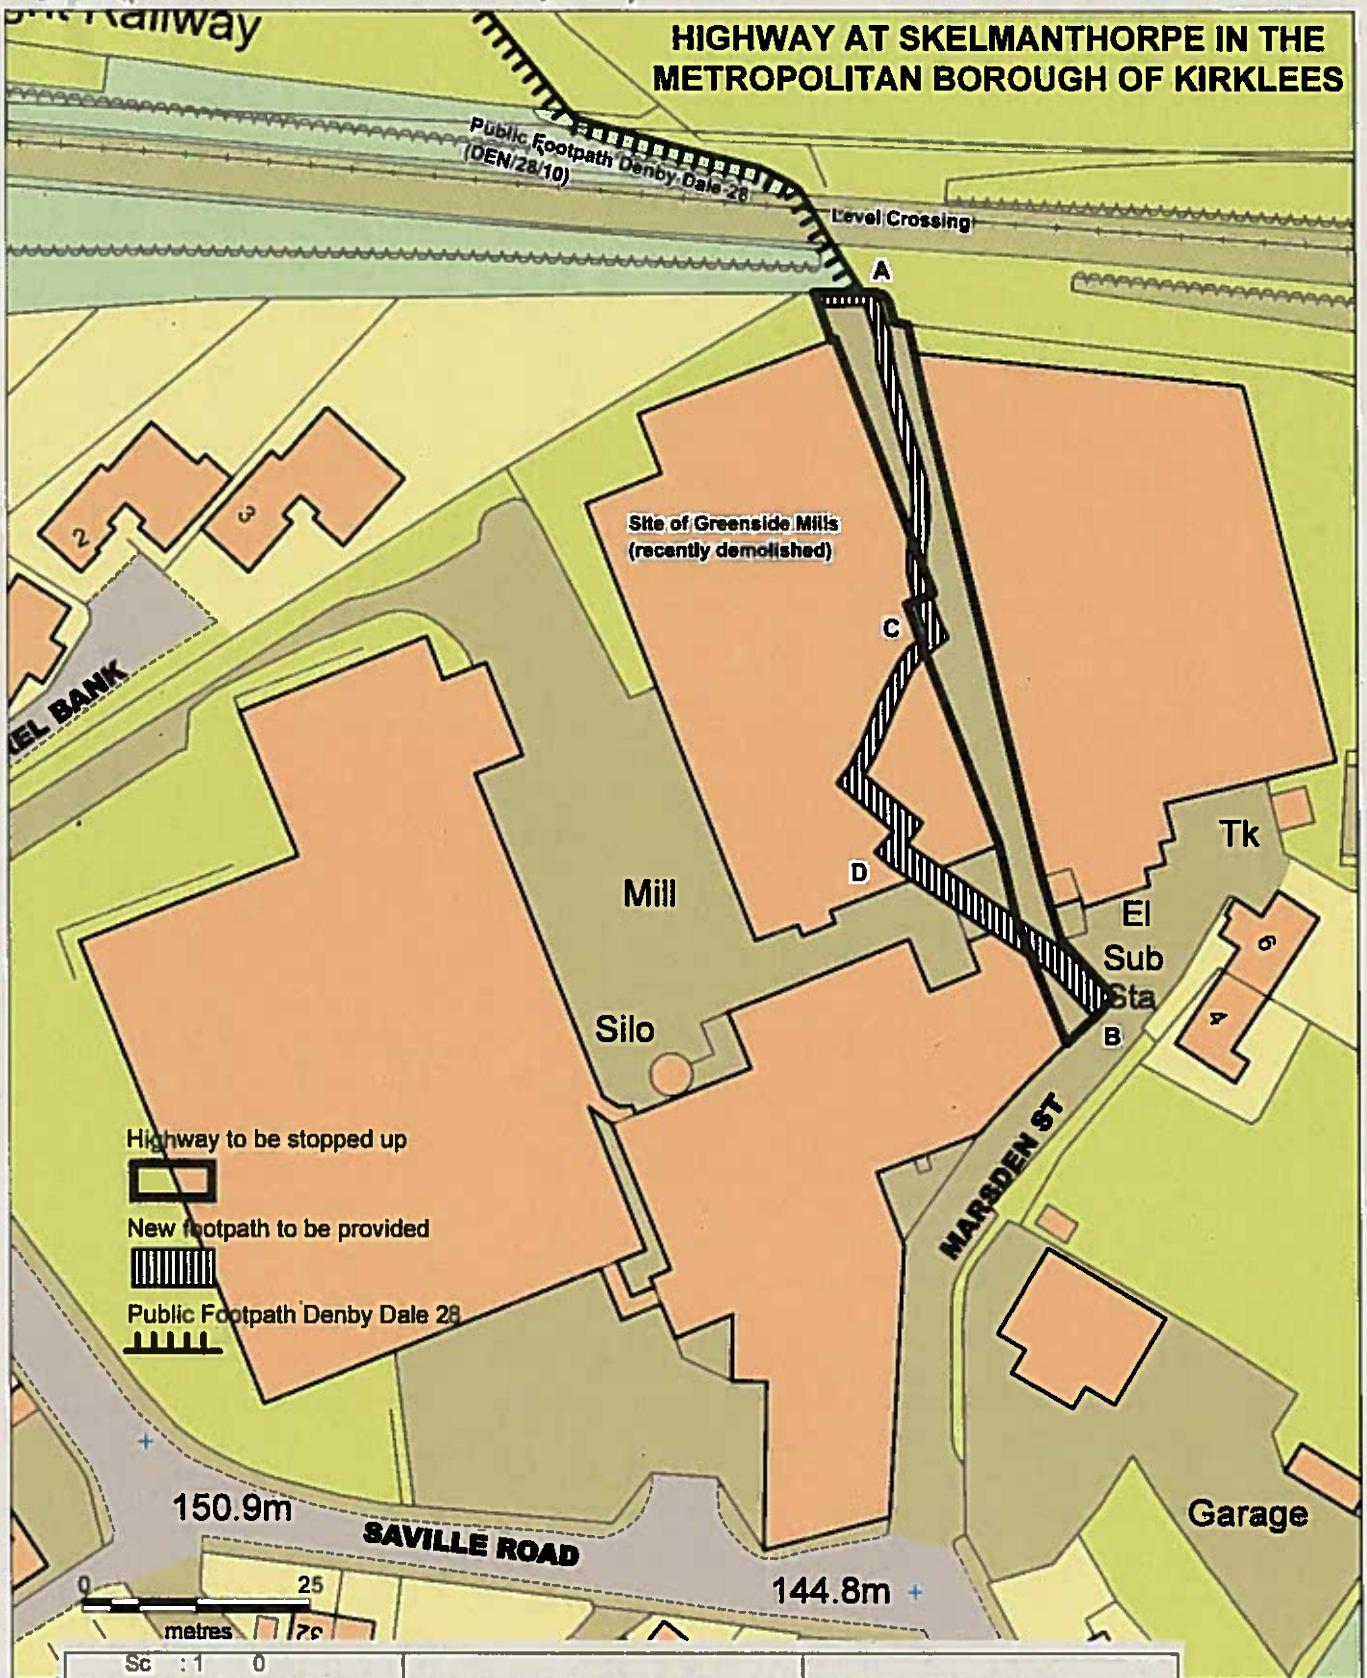 Railway
HIGHWAY AT SKELMANTHORPE IN THE
METROPOLITAN BOROUGH OF KIRKLEES
Public Footpath Denby Dale 28
(DEN/28/10)
Level Crossing
A
2
3
Site of Greenside Mills
(recently demolished)
C
KEL BANK
D
Mill
Tk
El
Sub
Sta
6
4
B
Silo
MARSDEN ST
Highway to be stopped up
New footpath to be provided
Public Footpath Denby Dale 28
150.9m
SAVILLE ROAD
Garage
144.8m
0 25
metres